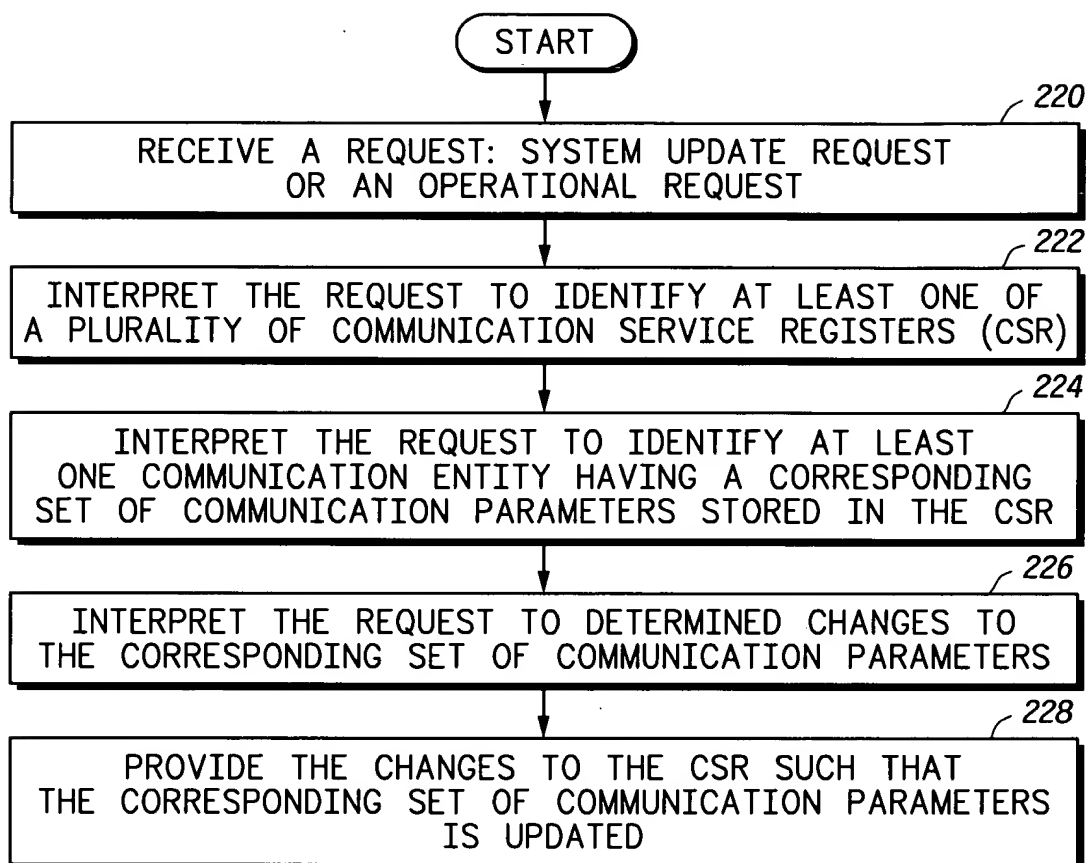 START
220
RECEIVE A REQUEST: SYSTEM UPDATE REQUEST
OR AN OPERATIONAL REQUEST
222
INTERPRET THE REQUEST TO IDENTIFY AT LEAST ONE OF
A PLURALITY OF COMMUNICATION SERVICE REGISTERS (CSR)
224
INTERPRET THE REQUEST TO IDENTIFY AT LEAST
ONE COMMUNICATION ENTITY HAVING A CORRESPONDING
SET OF COMMUNICATION PARAMETERS STORED IN THE CSR
226
INTERPRET THE REQUEST TO DETERMINED CHANGES TO
THE CORRESPONDING SET OF COMMUNICATION PARAMETERS
228
PROVIDE THE CHANGES TO THE CSR SUCH THAT
THE CORRESPONDING SET OF COMMUNICATION PARAMETERS
IS UPDATED